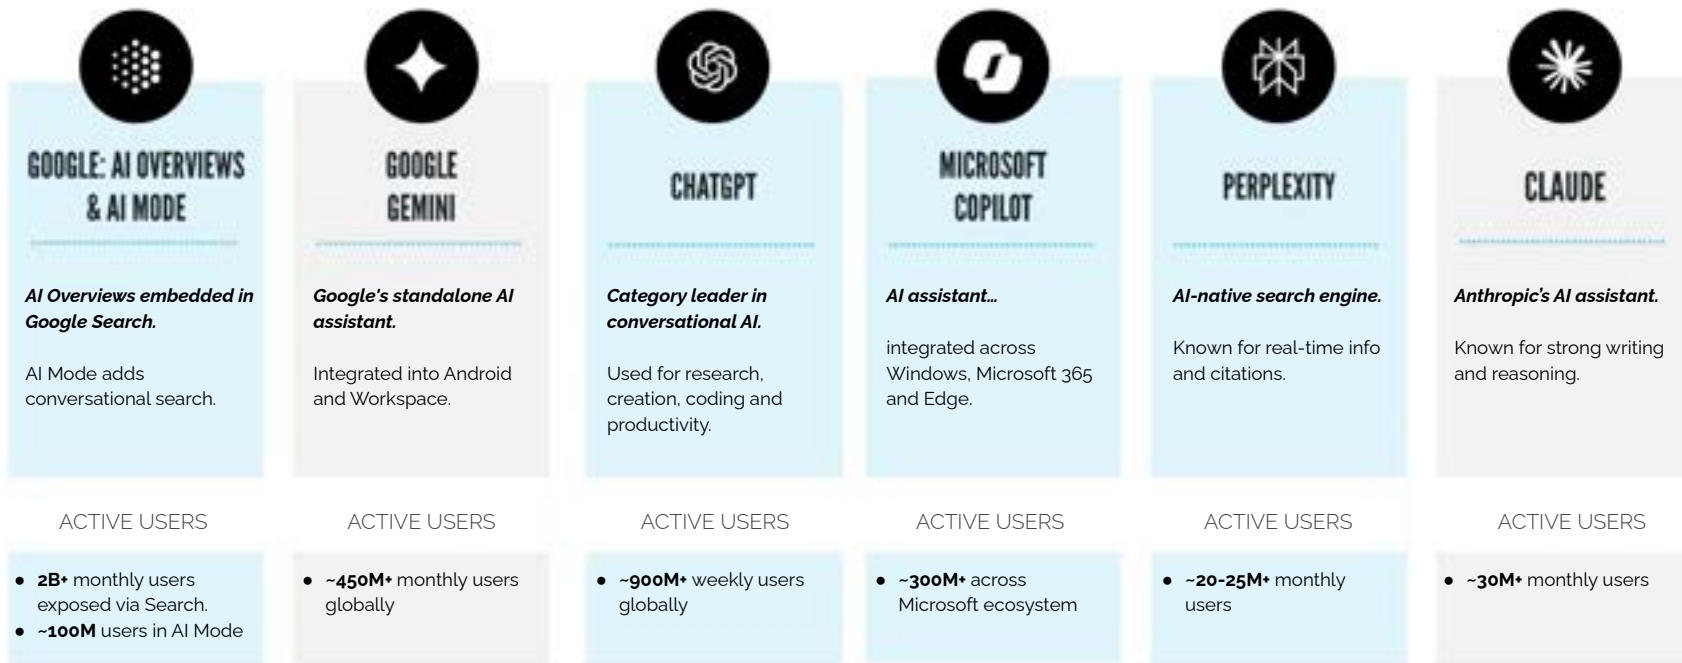 GOOGLE: AI OVERVIEWS
& AI MODE
AI Overviews embedded in
Google Search.
AI Mode adds
conversational search.
ACTIVE USERS
● 2B+ monthly users
exposed via Search.
● ~100M users in AI Mode
GOOGLE
GEMINI
Google's standalone AI
assistant.
Integrated into Android
and Workspace.
ACTIVE USERS
● ~450M+ monthly users
globally
CHATGPT
Category leader in
conversational AI.
Used for research,
creation, coding and
productivity.
ACTIVE USERS
● ~900M+ weekly users
globally
MICROSOFT
COPILOT
AI assistant...
integrated across
Windows, Microsoft 365
and Edge.
ACTIVE USERS
● ~300M+ across
Microsoft ecosystem
PERPLEXITY
AI-native search engine.
Known for real-time info
and citations.
ACTIVE USERS
● ~20-25M+ monthly
users
CLAUDE
Anthropic’s AI assistant.
Known for strong writing
and reasoning.
ACTIVE USERS
● ~30M+ monthly users